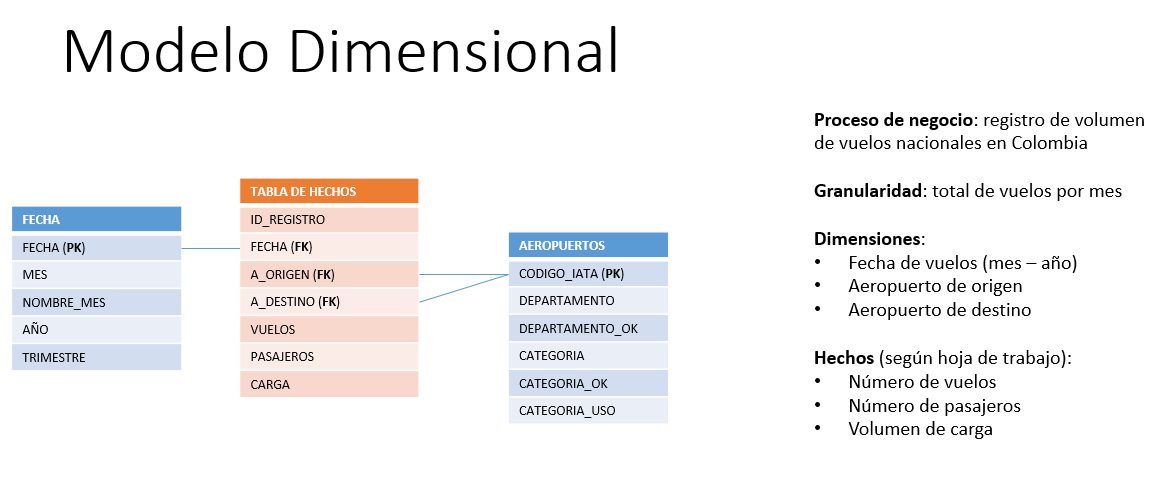 Modelo Dimensional
FECHA
FECHA (PK)
MES
NOMBRE_MES
AÑO
TRIMESTRE
TABLA DE HECHOS
ID_REGISTRO
FECHA (FK)
A_ORIGEN (FK)
A_DESTINO (FK)
VUELOS
PASAJEROS
CARGA
AEROPUERTOS
CODIGO_IATA (PK)
DEPARTAMENTO
DEPARTAMENTO_OK
CATEGORIA
CATEGORIA_OK
CATEGORIA_USO
Proceso de negocio: registro de volumen
de vuelos nacionales en Colombia
Granularidad: total de vuelos por mes
Dimensiones:
• Fecha de vuelos (mes – año)
• Aeropuerto de origen
• Aeropuerto de destino
Hechos (según hoja de trabajo):
• Número de vuelos
• Número de pasajeros
• Volumen de carga